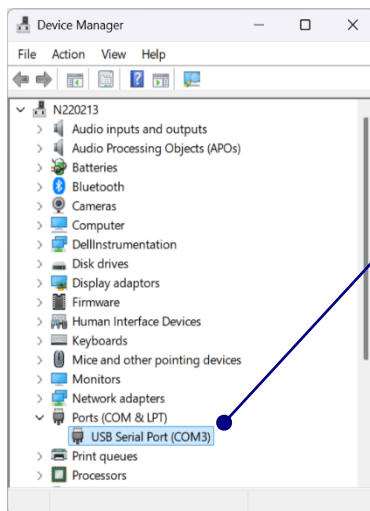 Device Manager
File Action View Help
N220213
Audio inputs and outputs
Audio Processing Objects (APOs)
Batteries
Bluetooth
Cameras
Computer
DellInstrumentation
Disk drives
Display adaptors
Firmware
Human Interface Devices
Keyboards
Mice and other pointing devices
Monitors
Network adapters
Ports (COM & LPT)
USB Serial Port (COM3)
Print queues
Processors